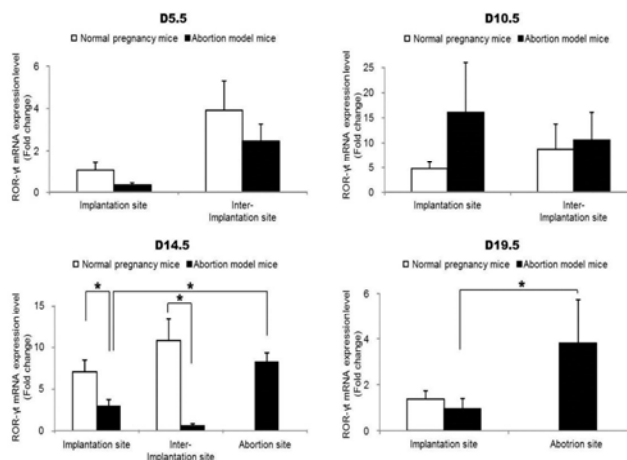 D5.5
Normal pregnancy mice Abortion model mice
ROR-γt mRNA expression level
(Fold change)
6
4
2
0
Implantation site
Inter-
Implantation site
D10.5
Normal pregnancy mice Abortion model mice
ROR-γt mRNA expression level
(Fold change)
25
20
15
10
5
0
Implantation site
Inter-
Implantation site
D14.5
Normal pregnancy mice Abortion model mice
* * *
ROR-γt mRNA expression level
(Fold change)
15
10
5
0
Implantation site
Inter-
Implantation site
Abortion site
D19.5
Normal pregnancy mice Abortion model mice
*
ROR-γt mRNA expression level
(Fold change)
6
4
2
0
Implantation site
Abotrion site